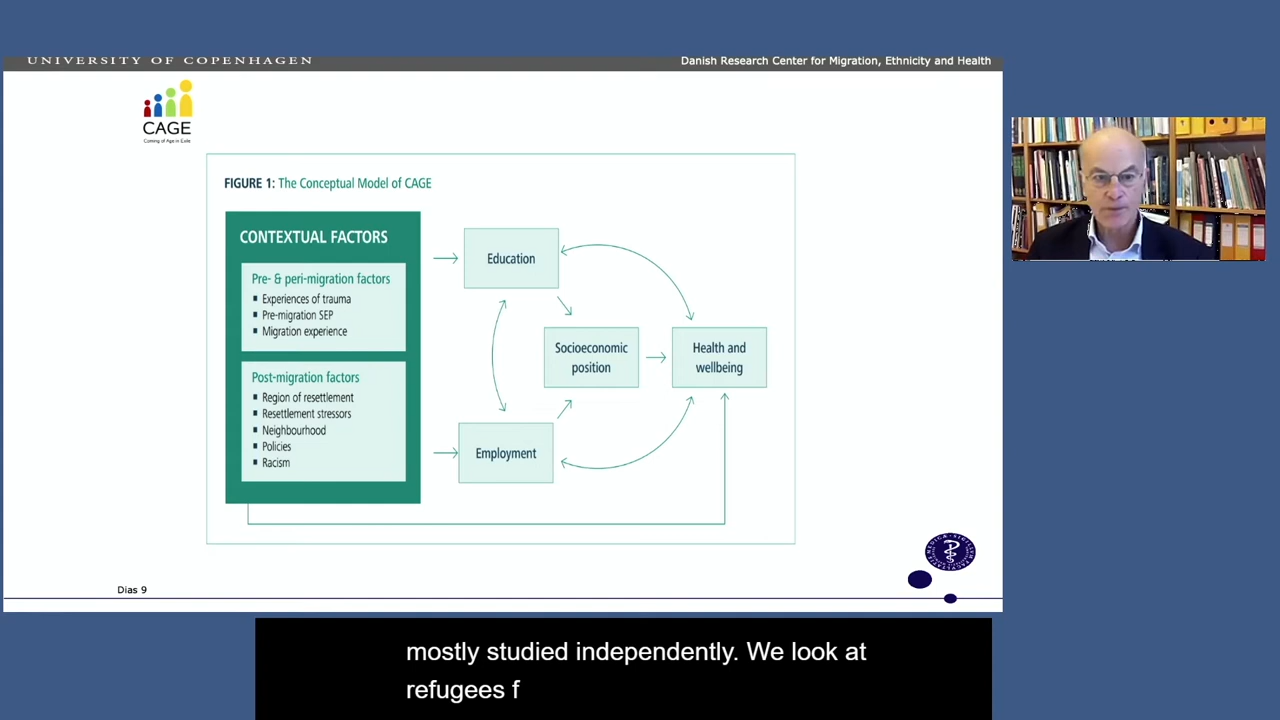 UNIVERSITY OF COPENHAGEN
Danish Research Center for Migration, Ethnicity and Health
CAGE
Coming of Age in Exile
FIGURE 1: The Conceptual Model of CAGE
CONTEXTUAL FACTORS
Pre- & peri-migration factors
▪ Experiences of trauma
▪ Pre-migration SEP
▪ Migration experience
Post-migration factors
▪ Region of resettlement
▪ Resettlement stressors
▪ Neighbourhood
▪ Policies
▪ Racism
Education
Socioeconomic
position
Health and
wellbeing
Employment
Dias 9
mostly studied independently. We look at
refugees f